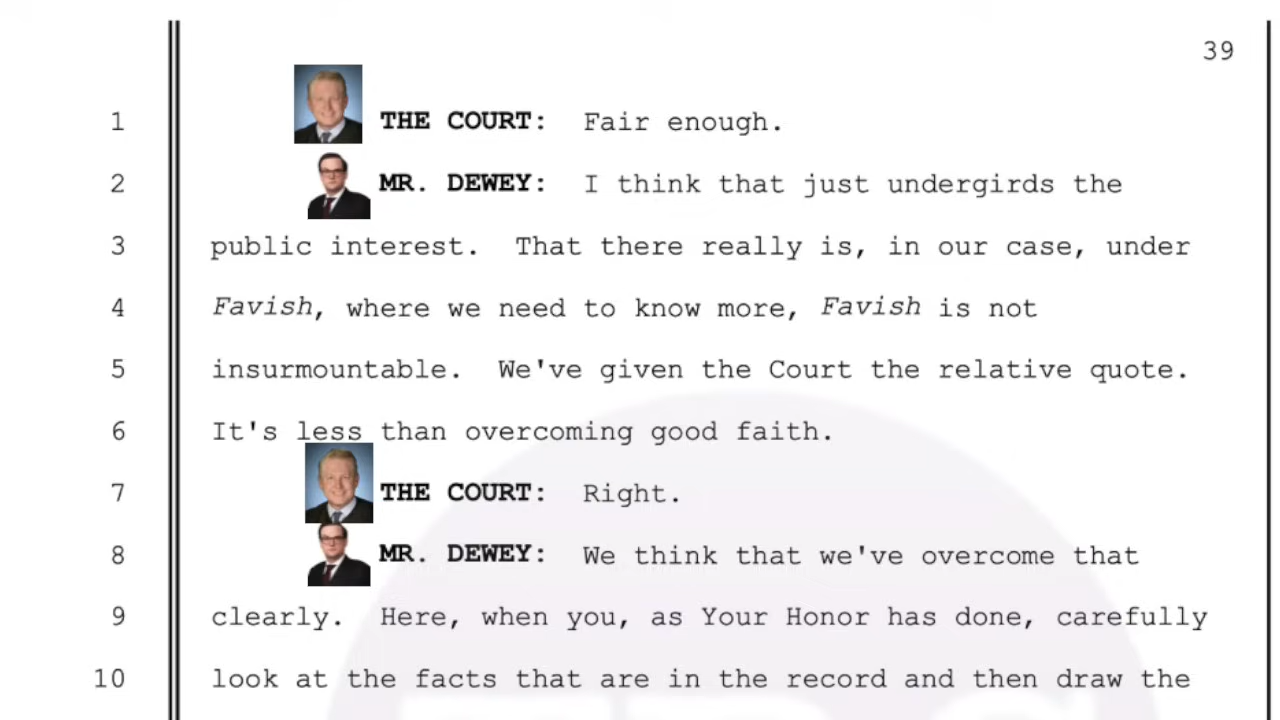 39
1 THE COURT: Fair enough.
2 MR. DEWEY: I think that just undergirds the
3 public interest. That there really is, in our case, under
4 Favish, where we need to know more, Favish is not
5 insurmountable. We've given the Court the relative quote.
6 It's less than overcoming good faith.
7 THE COURT: Right.
8 MR. DEWEY: We think that we've overcome that
9 clearly. Here, when you, as Your Honor has done, carefully
10 look at the facts that are in the record and then draw the